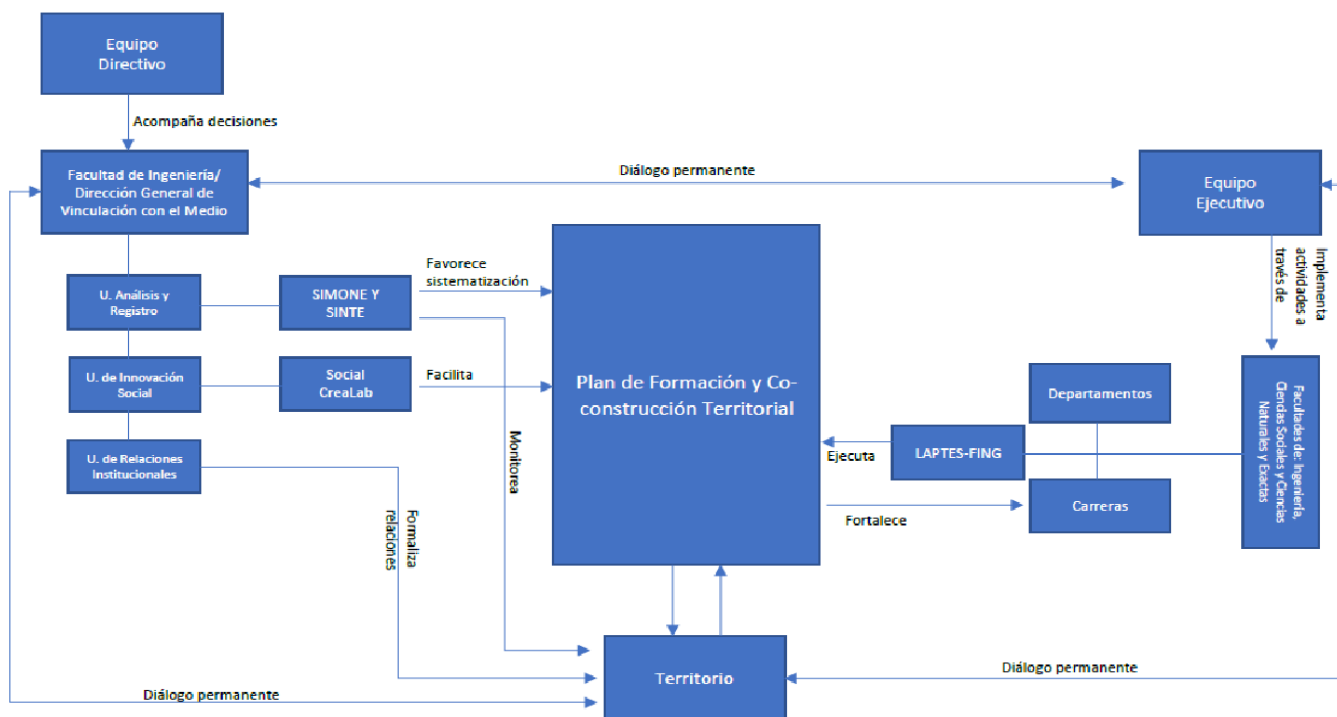 Equipo
Directivo
Acompaña decisiones
Facultad de Ingeniería/
Dirección General de
Vinculación con el Medio
Diálogo permanente
Equipo
Ejecutivo
Implementa
actividades a
través de
U. Análisis y
Registro
SIMONE Y
SINTE
Favorece
sistematización
U. de Innovación
Social
Social
CreaLab
Facilita
U. de Relaciones
Institucionales
Formaliza
relaciones
Monitorea
Plan de Formación y Co-
construcción Territorial
Departamentos
LAPTES-FING
Ejecuta
Carreras
Fortalece
Facultades de: Ingeniería,
Ciencias Sociales y Ciencias
Naturales y Exactas
Territorio
Diálogo permanente
Diálogo permanente